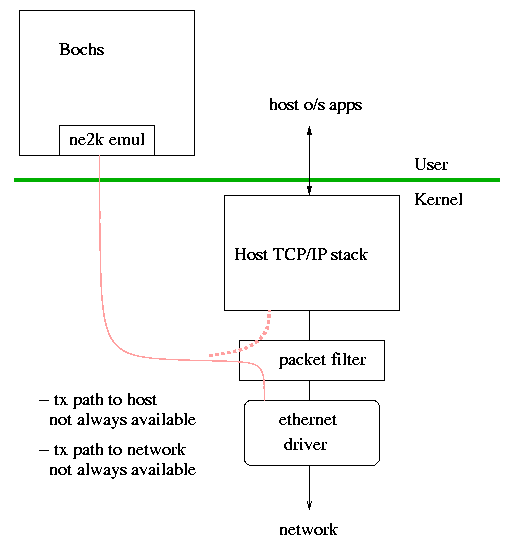 Bochs
ne2k emul
host o/s apps
User
Kernel
Host TCP/IP stack
packet filter
– tx path to host
not always available
– tx path to network
not always available
ethernet
driver
network